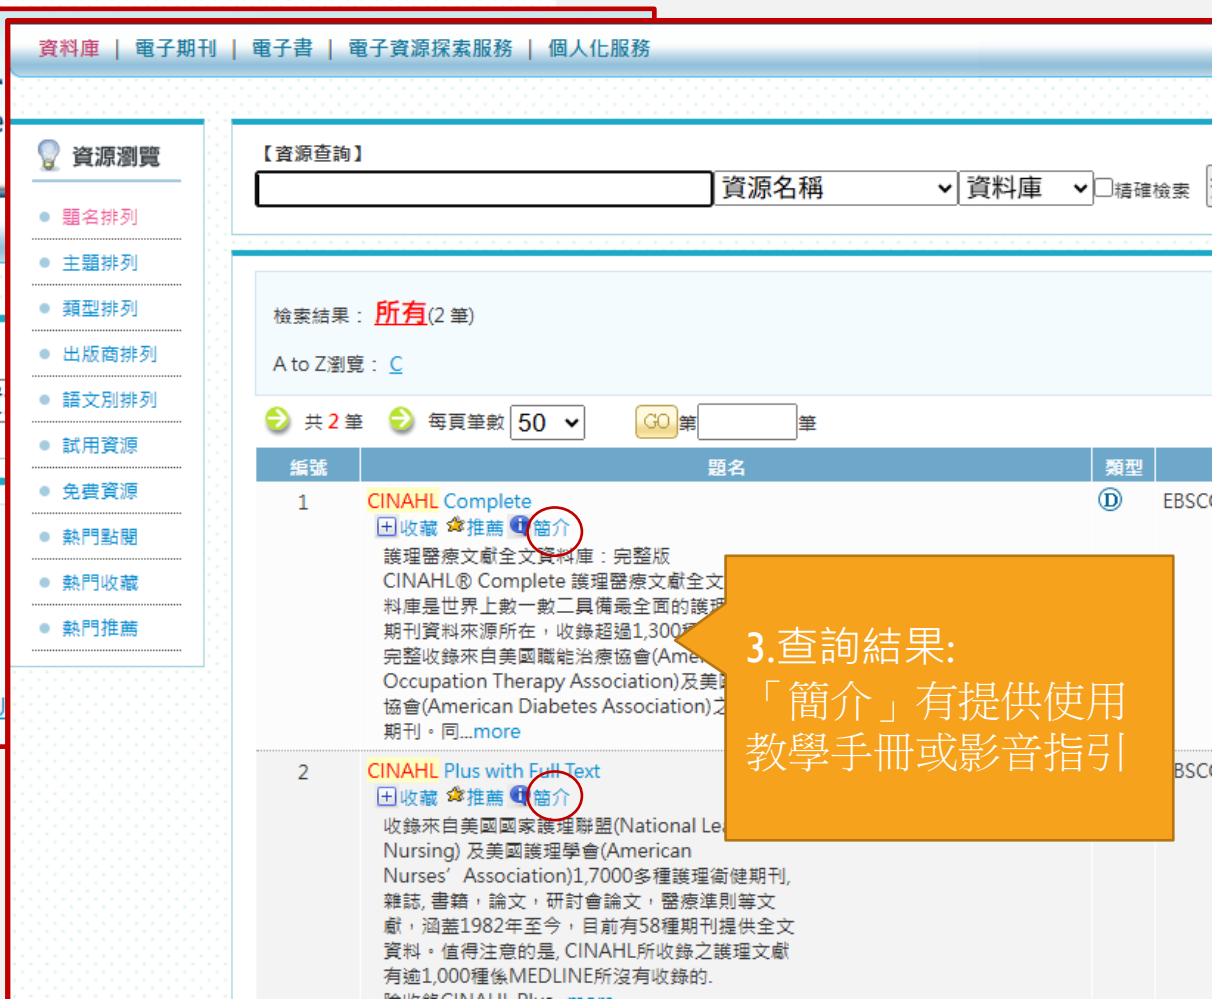 資料庫 | 電子期刊 | 電子書 | 電子資源探索服務 | 個人化服務
資源瀏覽
題名排列
主題排列
類型排列
出版商排列
語文別排列
試用資源
免費資源
熱門點閱
熱門收藏
熱門推薦
【資源查詢】
資源名稱 資料庫 精確檢索
檢索結果： 所有(2 筆)
A to Z瀏覽： C
共 2 筆 每頁筆數 50 GO 第 筆
編號 題名 類型
1 CINAHL Complete D
收藏 推薦 簡介
護理醫療文獻全文資料庫：完整版
CINAHL® Complete 護理醫療文獻全文
料庫是世界上數一數二具備最全面的護理
期刊資料來源所在，收錄超過1,300
完整收錄來自美國職能治療協會(Amer
Occupation Therapy Association)及美
協會(American Diabetes Association)之
期刊。同...more
2 CINAHL Plus with Full Text
收藏 推薦 簡介
收錄來自美國國家護理聯盟(National Le
Nursing) 及美國護理學會(American
Nurses’ Association)1,7000多種護理衛健期刊,
雜誌, 書籍，論文，研討會論文，醫療準則等文
獻，涵蓋1982年至今，目前有58種期刊提供全文
資料。值得注意的是, CINAHL所收錄之護理文獻
有逾1,000種係MEDLINE所沒有收錄的.
3.查詢結果:
「簡介」有提供使用
教學手冊或影音指引